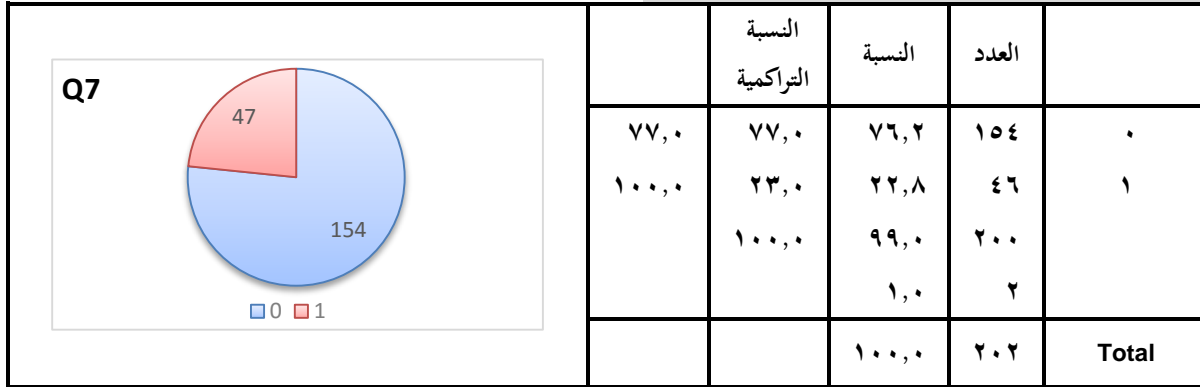 Q7
47
154
0 1
العدد النسبة النسبة التراكمية
٠ ١٥٤ ٧٦,٢ ٧٧,٠ ٧٧,٠
١ ٤٦ ٢٢,٨ ٢٣,٠ ١٠٠,٠
٢٠٠ ٩٩,٠ ١٠٠,٠
٢ ١,٠
Total ٢٠٢ ١٠٠,٠